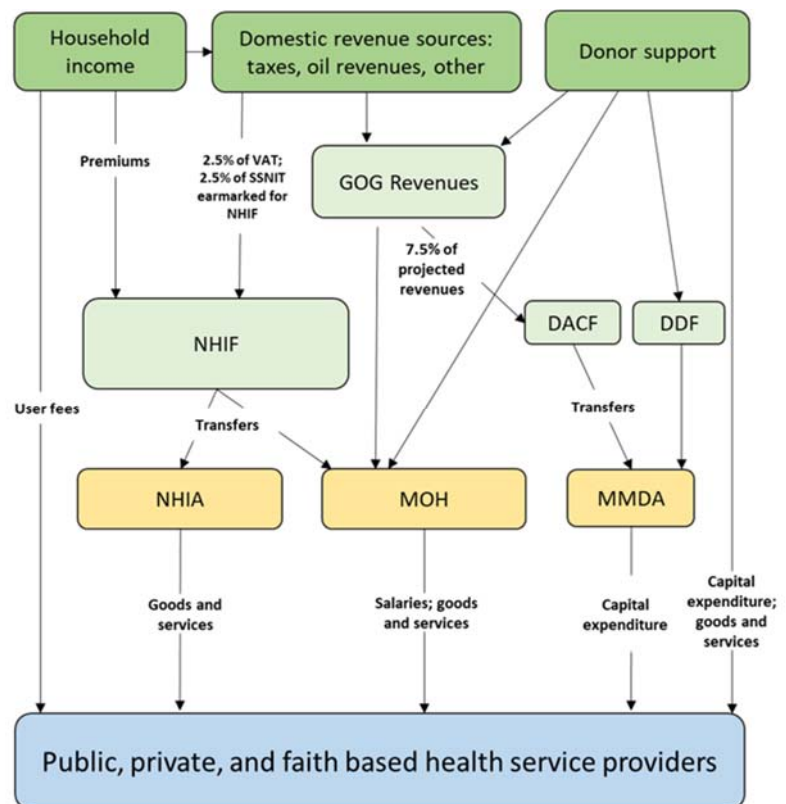 Household
income
Domestic revenue sources:
taxes, oil revenues, other
Donor support
Premiums
2.5% of VAT;
2.5% of SSNIT
earmarked for
NHIF
GOG Revenues
7.5% of
projected
revenues
NHIF
DACF
DDF
User fees
Transfers
Transfers
NHIA
MOH
MMDA
Goods and
services
Salaries; goods
and services
Capital
expenditure
Capital
expenditure;
goods and
services
Public, private, and faith based health service providers